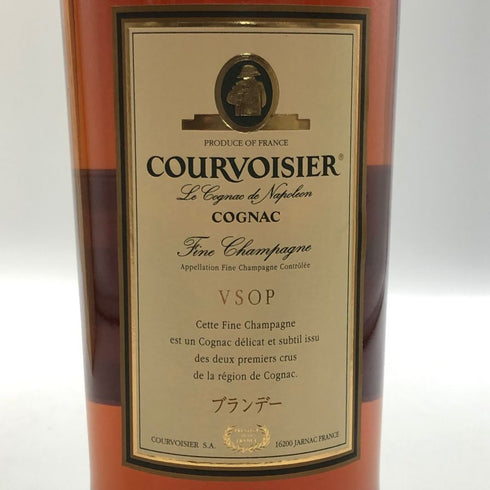 PRODUCE OF FRANCE
COURVOISIER®
Le Cognac de Napoleon
COGNAC
Fine Champagne
Appellation Fine Champagne Contrôlée
VSOP
Cette Fine Champagne
est un Cognac délicat et subtil issu
des deux premiers crus
de la région de Cognac.
ブランデー
COURVOISIER S.A.
16200 JARNAC FRANCE